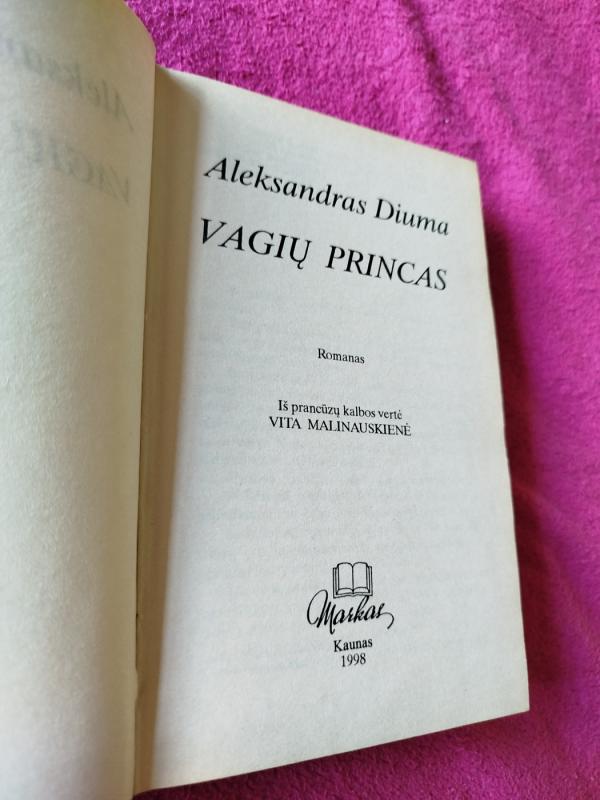 Aleksandras Diuma
VAGIŲ PRINCAS
Romanas
Iš prancūzų kalbos vertė
VITA MALINAUSKIENĖ
Markas
Kaunas
1998